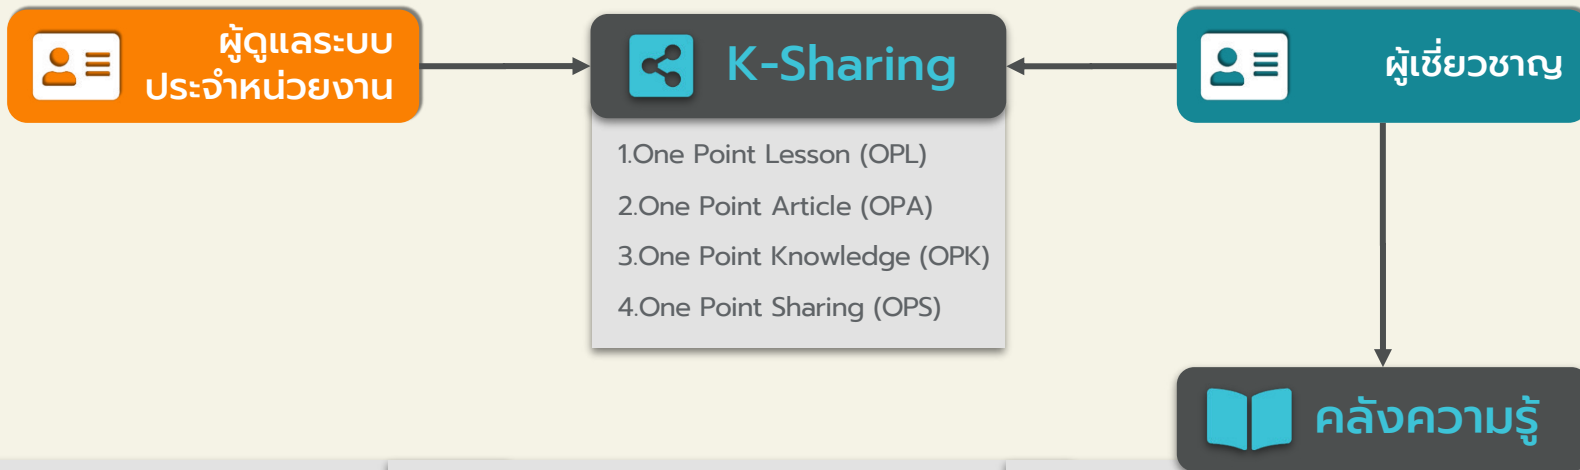 ผู้ดูแลระบบ
ประจำหน่วยงาน
K-Sharing
ผู้เชี่ยวชาญ
1.One Point Lesson (OPL)
2.One Point Article (OPA)
3.One Point Knowledge (OPK)
4.One Point Sharing (OPS)
คลังความรู้